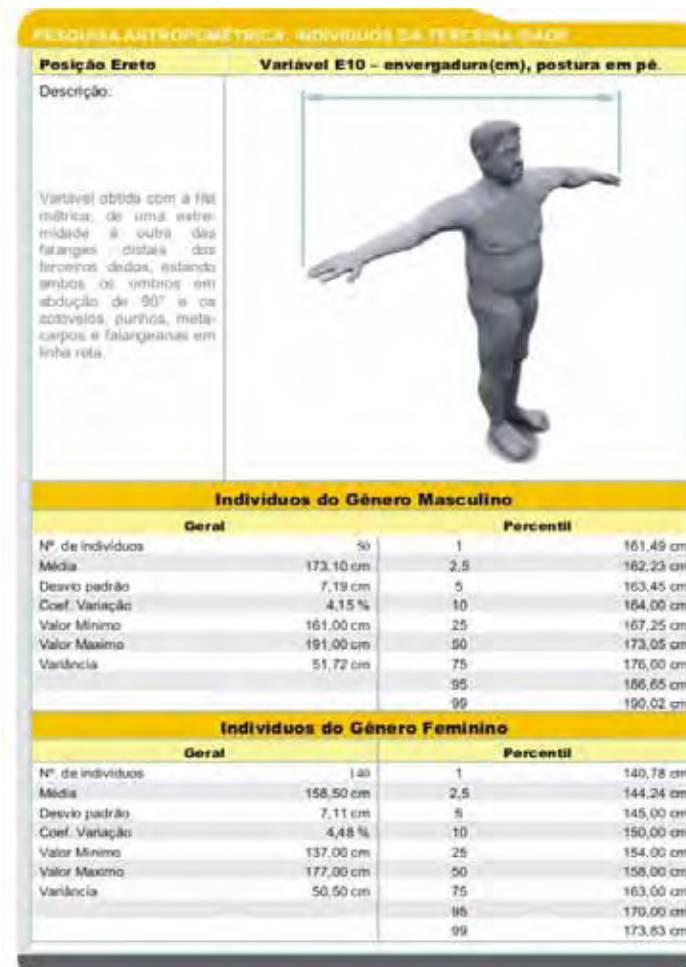 PESQUISA ANTROPOMÉTRICA: INDIVÍDUOS DA TERCEIRA IDADE
Posição Ereto Variável E10 – envergadura(cm), postura em pé.
Descrição:
Variável obtida com a fita
métrica, de uma extre-
midade à outra das
falanges distais dos
terceiros dedos, estando
ambos os ombros em
abdução de 90° e os
cotovelos, punhos, meta-
carpos e falangeanas em
linha reta.
Indivíduos do Gênero Masculino
Geral Percentil
Nº. de indivíduos 50 1 161,49 cm
Média 173,10 cm 2,5 162,23 cm
Desvio padrão 7,19 cm 5 163,45 cm
Coef. Variação 4,15 % 10 164,00 cm
Valor Mínimo 161,00 cm 25 167,25 cm
Valor Maximo 191,00 cm 50 173,05 cm
Variância 51,72 cm 75 176,00 cm
95 186,65 cm
99 190,02 cm
Indivíduos do Gênero Feminino
Geral Percentil
Nº. de indivíduos 140 1 140,78 cm
Média 158,50 cm 2,5 144,24 cm
Desvio padrão 7,11 cm 5 145,00 cm
Coef. Variação 4,48 % 10 150,00 cm
Valor Mínimo 137,00 cm 25 154,00 cm
Valor Maximo 177,00 cm 50 158,00 cm
Variância 50,50 cm 75 163,00 cm
95 170,00 cm
99 173,83 cm